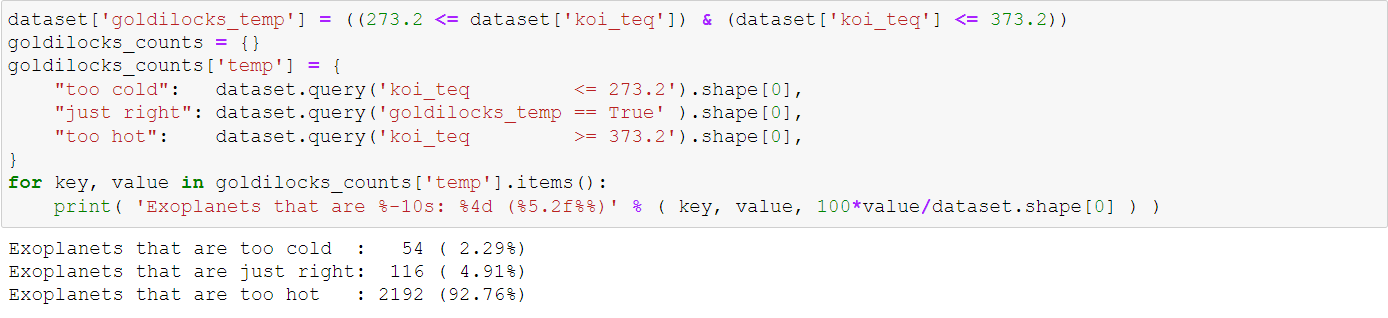 dataset['goldilocks_temp'] = ((273.2 <= dataset['koi_teq']) & (dataset['koi_teq'] <= 373.2))
goldilocks_counts = {}
goldilocks_counts['temp'] = {
    "too cold":   dataset.query('koi_teq         <= 273.2').shape[0],
    "just right": dataset.query('goldilocks_temp == True' ).shape[0],
    "too hot":    dataset.query('koi_teq         >= 373.2').shape[0],
}
for key, value in goldilocks_counts['temp'].items():
    print( 'Exoplanets that are %-10s: %4d (%5.2f%%)' % ( key, value, 100*value/dataset.shape[0] ) )
Exoplanets that are too cold  :   54 ( 2.29%)
Exoplanets that are just right:  116 ( 4.91%)
Exoplanets that are too hot   : 2192 (92.76%)